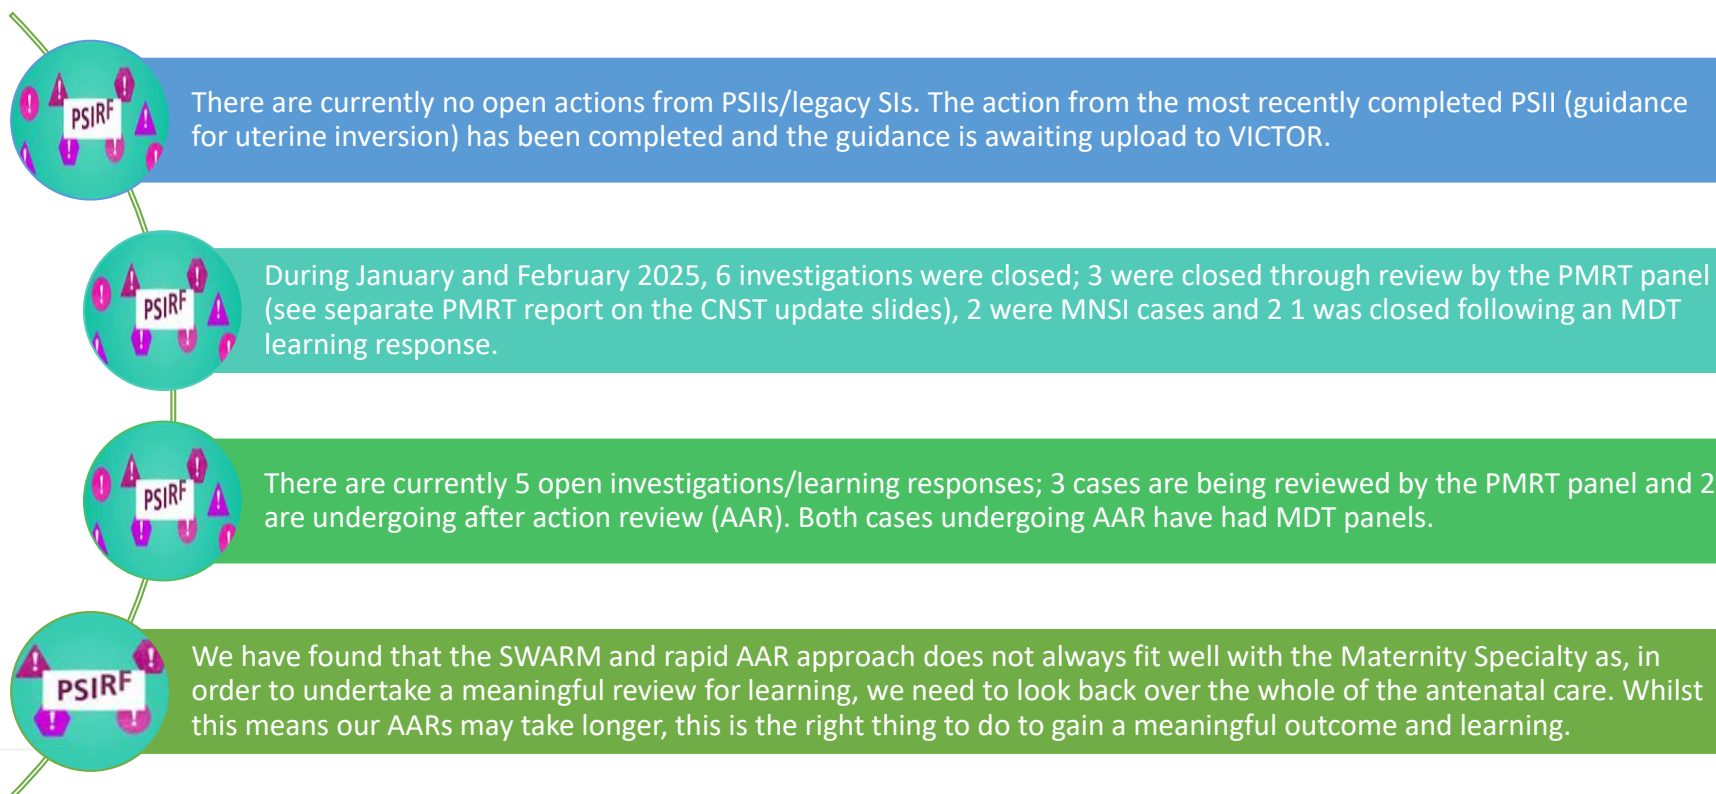 PSIRF
There are currently no open actions from PSIIs/legacy SIs. The action from the most recently completed PSII (guidance
for uterine inversion) has been completed and the guidance is awaiting upload to VICTOR.
PSIRF
During January and February 2025, 6 investigations were closed; 3 were closed through review by the PMRT panel
(see separate PMRT report on the CNST update slides), 2 were MNSI cases and 2 1 was closed following an MDT
learning response.
PSIRF
There are currently 5 open investigations/learning responses; 3 cases are being reviewed by the PMRT panel and 2
are undergoing after action review (AAR). Both cases undergoing AAR have had MDT panels.
PSIRF
We have found that the SWARM and rapid AAR approach does not always fit well with the Maternity Specialty as, in
order to undertake a meaningful review for learning, we need to look back over the whole of the antenatal care. Whilst
this means our AARs may take longer, this is the right thing to do to gain a meaningful outcome and learning.